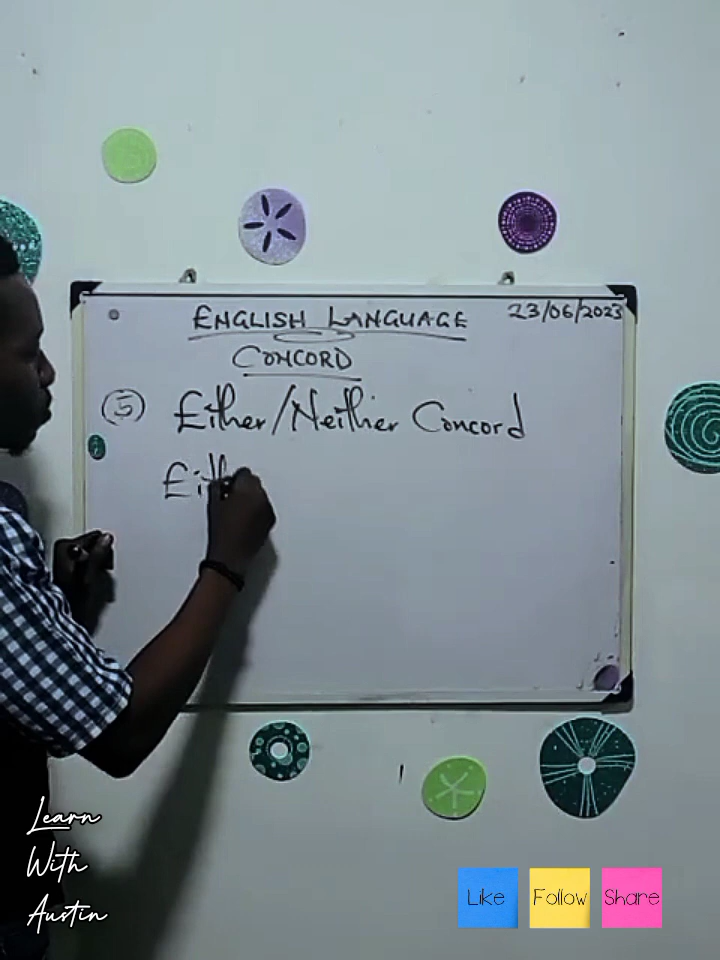 ENGLISH LANGUAGE 23/06/2023
CONCORD
(5) Either/Neither Concord
Eith
Learn
With
Austin
Like Follow Share